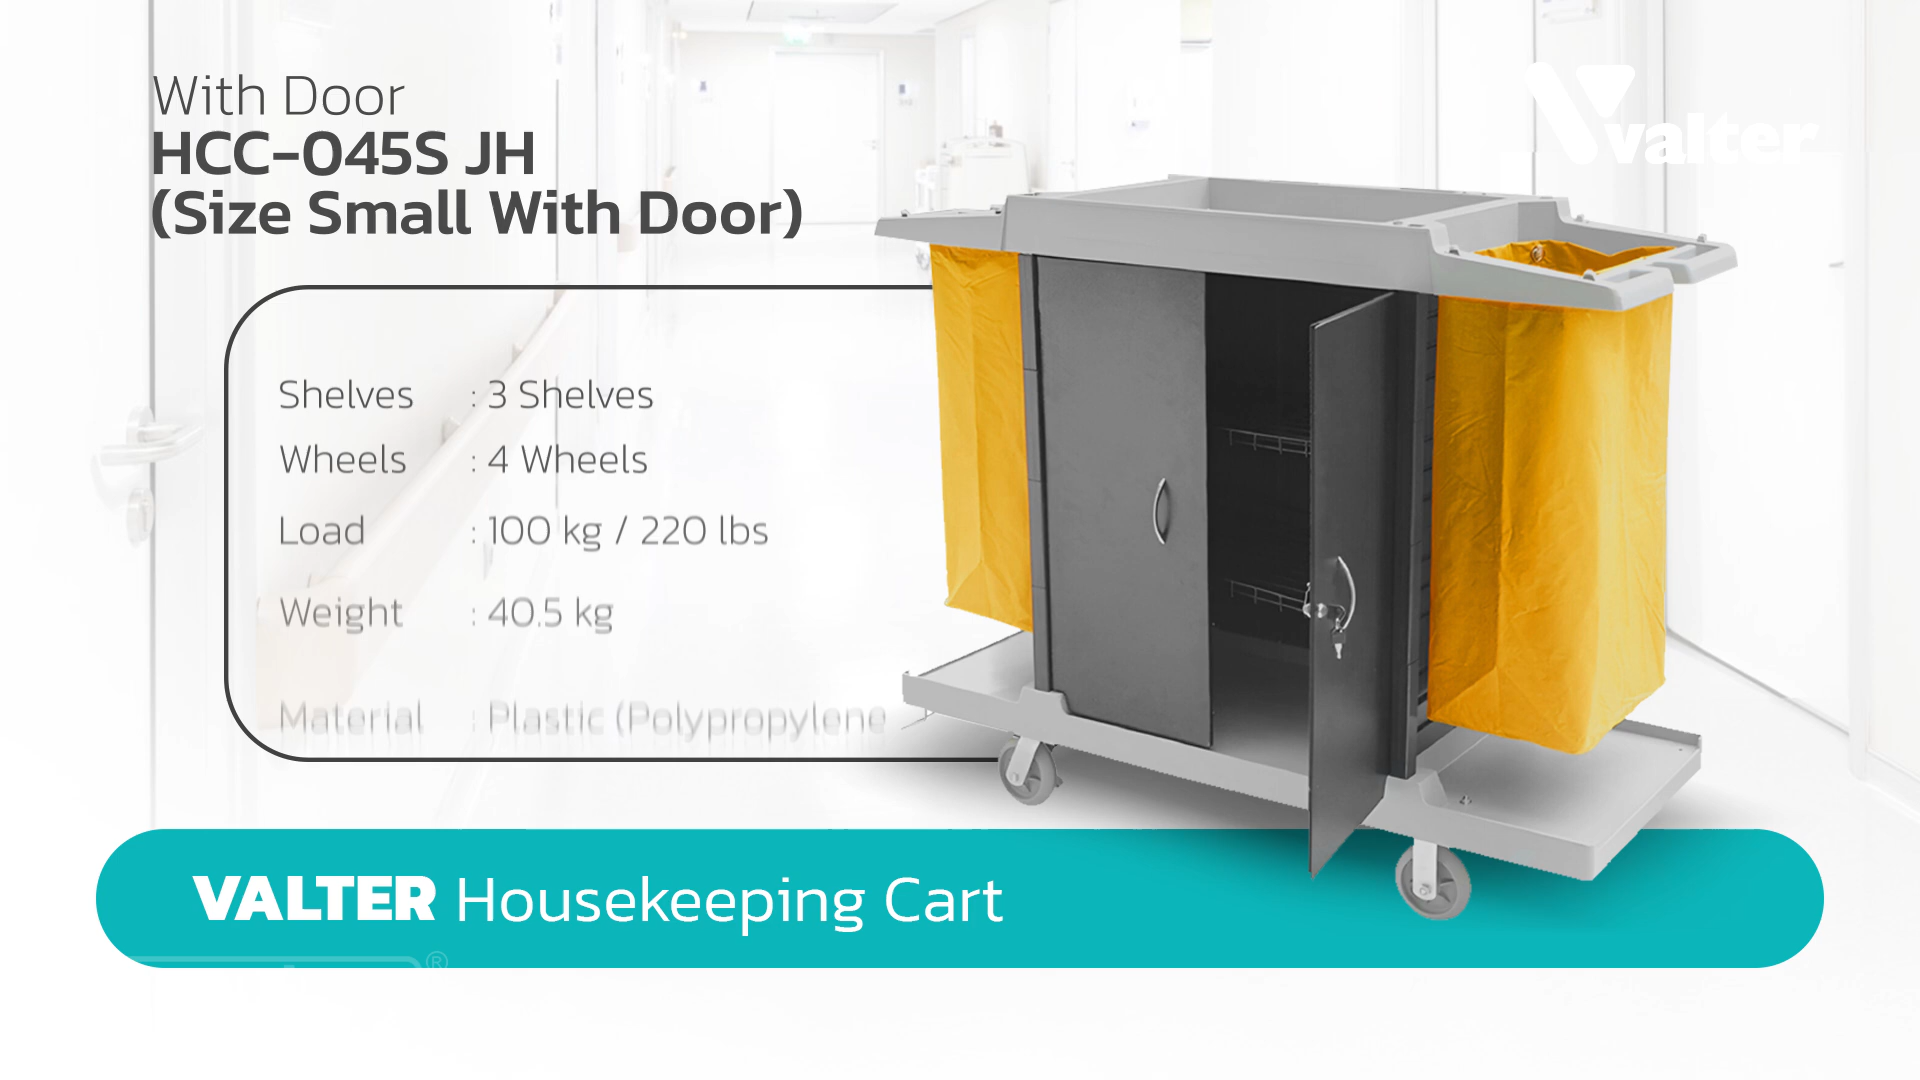 With Door
HCC-045S JH
(Size Small With Door)
valter
Shelves : 3 Shelves
Wheels : 4 Wheels
Load : 100 kg / 220 lbs
Weight : 40.5 kg
Material : Plastic (Polypropylene
VALTER Housekeeping Cart
®